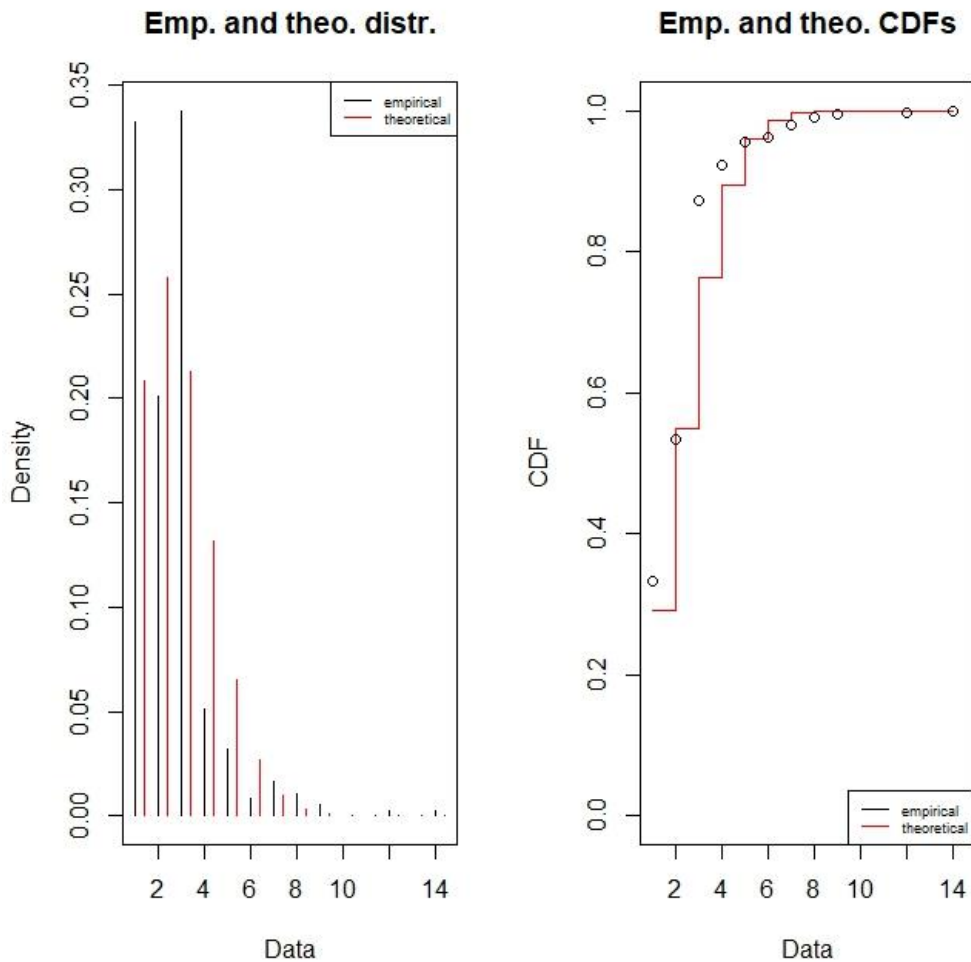 Emp. and theo. distr.
Density
0.35
0.30
0.25
0.20
0.15
0.10
0.05
0.00
empirical
theoretical
2 4 6 8 10 14
Data
Emp. and theo. CDFs
CDF
1.0
0.8
0.6
0.4
0.2
0.0
empirical
theoretical
2 4 6 8 10 14
Data